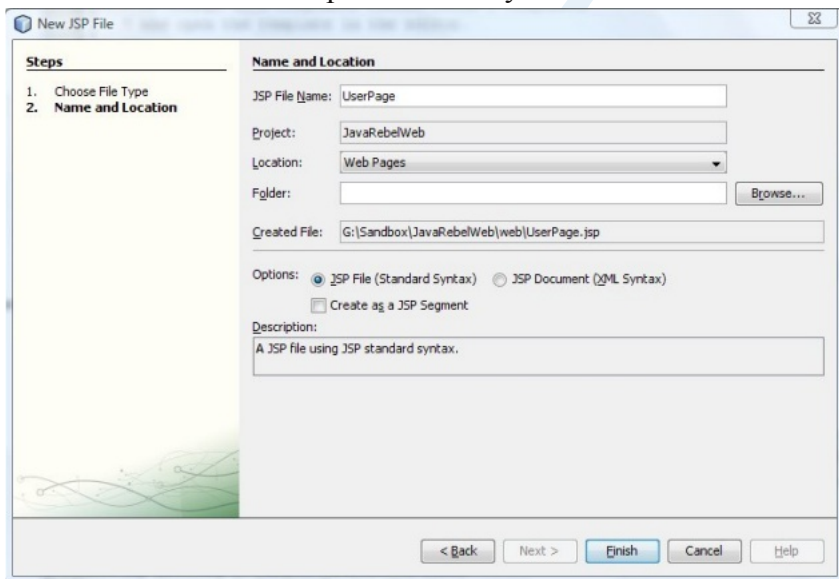 New JSP File
Steps
1. Choose File Type
2. Name and Location
Name and Location
JSP File Name: UserPage
Project: JavaRebelWeb
Location: Web Pages
Folder: Browse...
Created File: G:\Sandbox\JavaRebelWeb\web\UserPage.jsp
Options: JSP File (Standard Syntax) JSP Document (XML Syntax)
Create as a JSP Segment
Description:
A JSP file using JSP standard syntax.
< Back Next > Finish Cancel Help